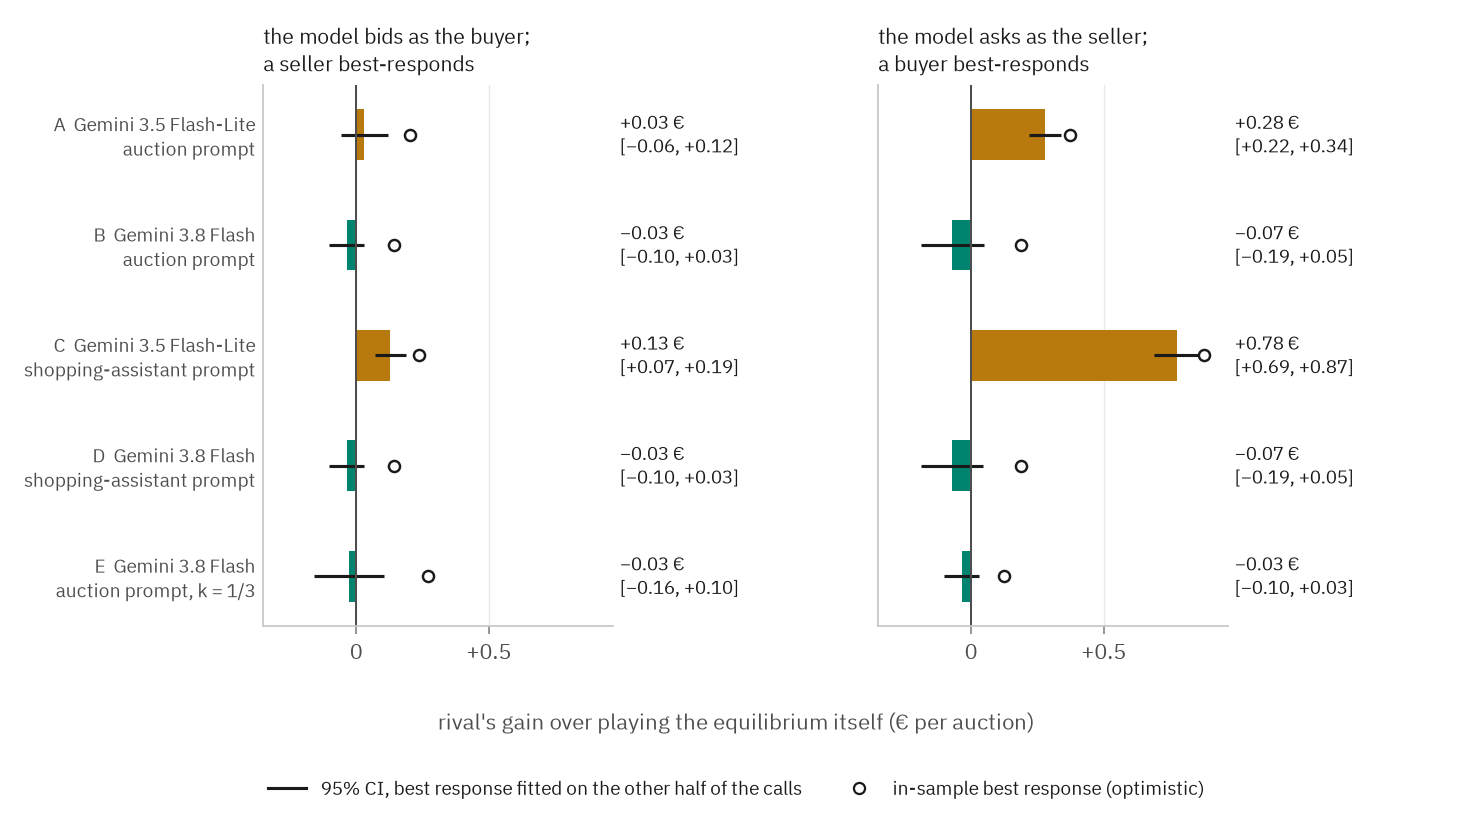 the model bids as the buyer;
a seller best-responds
the model asks as the seller;
a buyer best-responds
A Gemini 3.5 Flash-Lite
auction prompt
+0.03 €
[−0.06, +0.12]
+0.28 €
[+0.22, +0.34]
B Gemini 3.8 Flash
auction prompt
−0.03 €
[−0.10, +0.03]
−0.07 €
[−0.19, +0.05]
C Gemini 3.5 Flash-Lite
shopping-assistant prompt
+0.13 €
[+0.07, +0.19]
+0.78 €
[+0.69, +0.87]
D Gemini 3.8 Flash
shopping-assistant prompt
−0.03 €
[−0.10, +0.03]
−0.07 €
[−0.19, +0.05]
E Gemini 3.8 Flash
auction prompt, k = 1/3
−0.03 €
[−0.16, +0.10]
−0.03 €
[−0.10, +0.03]
0 +0.5
0 +0.5
rival's gain over playing the equilibrium itself (€ per auction)
95% CI, best response fitted on the other half of the calls
in-sample best response (optimistic)